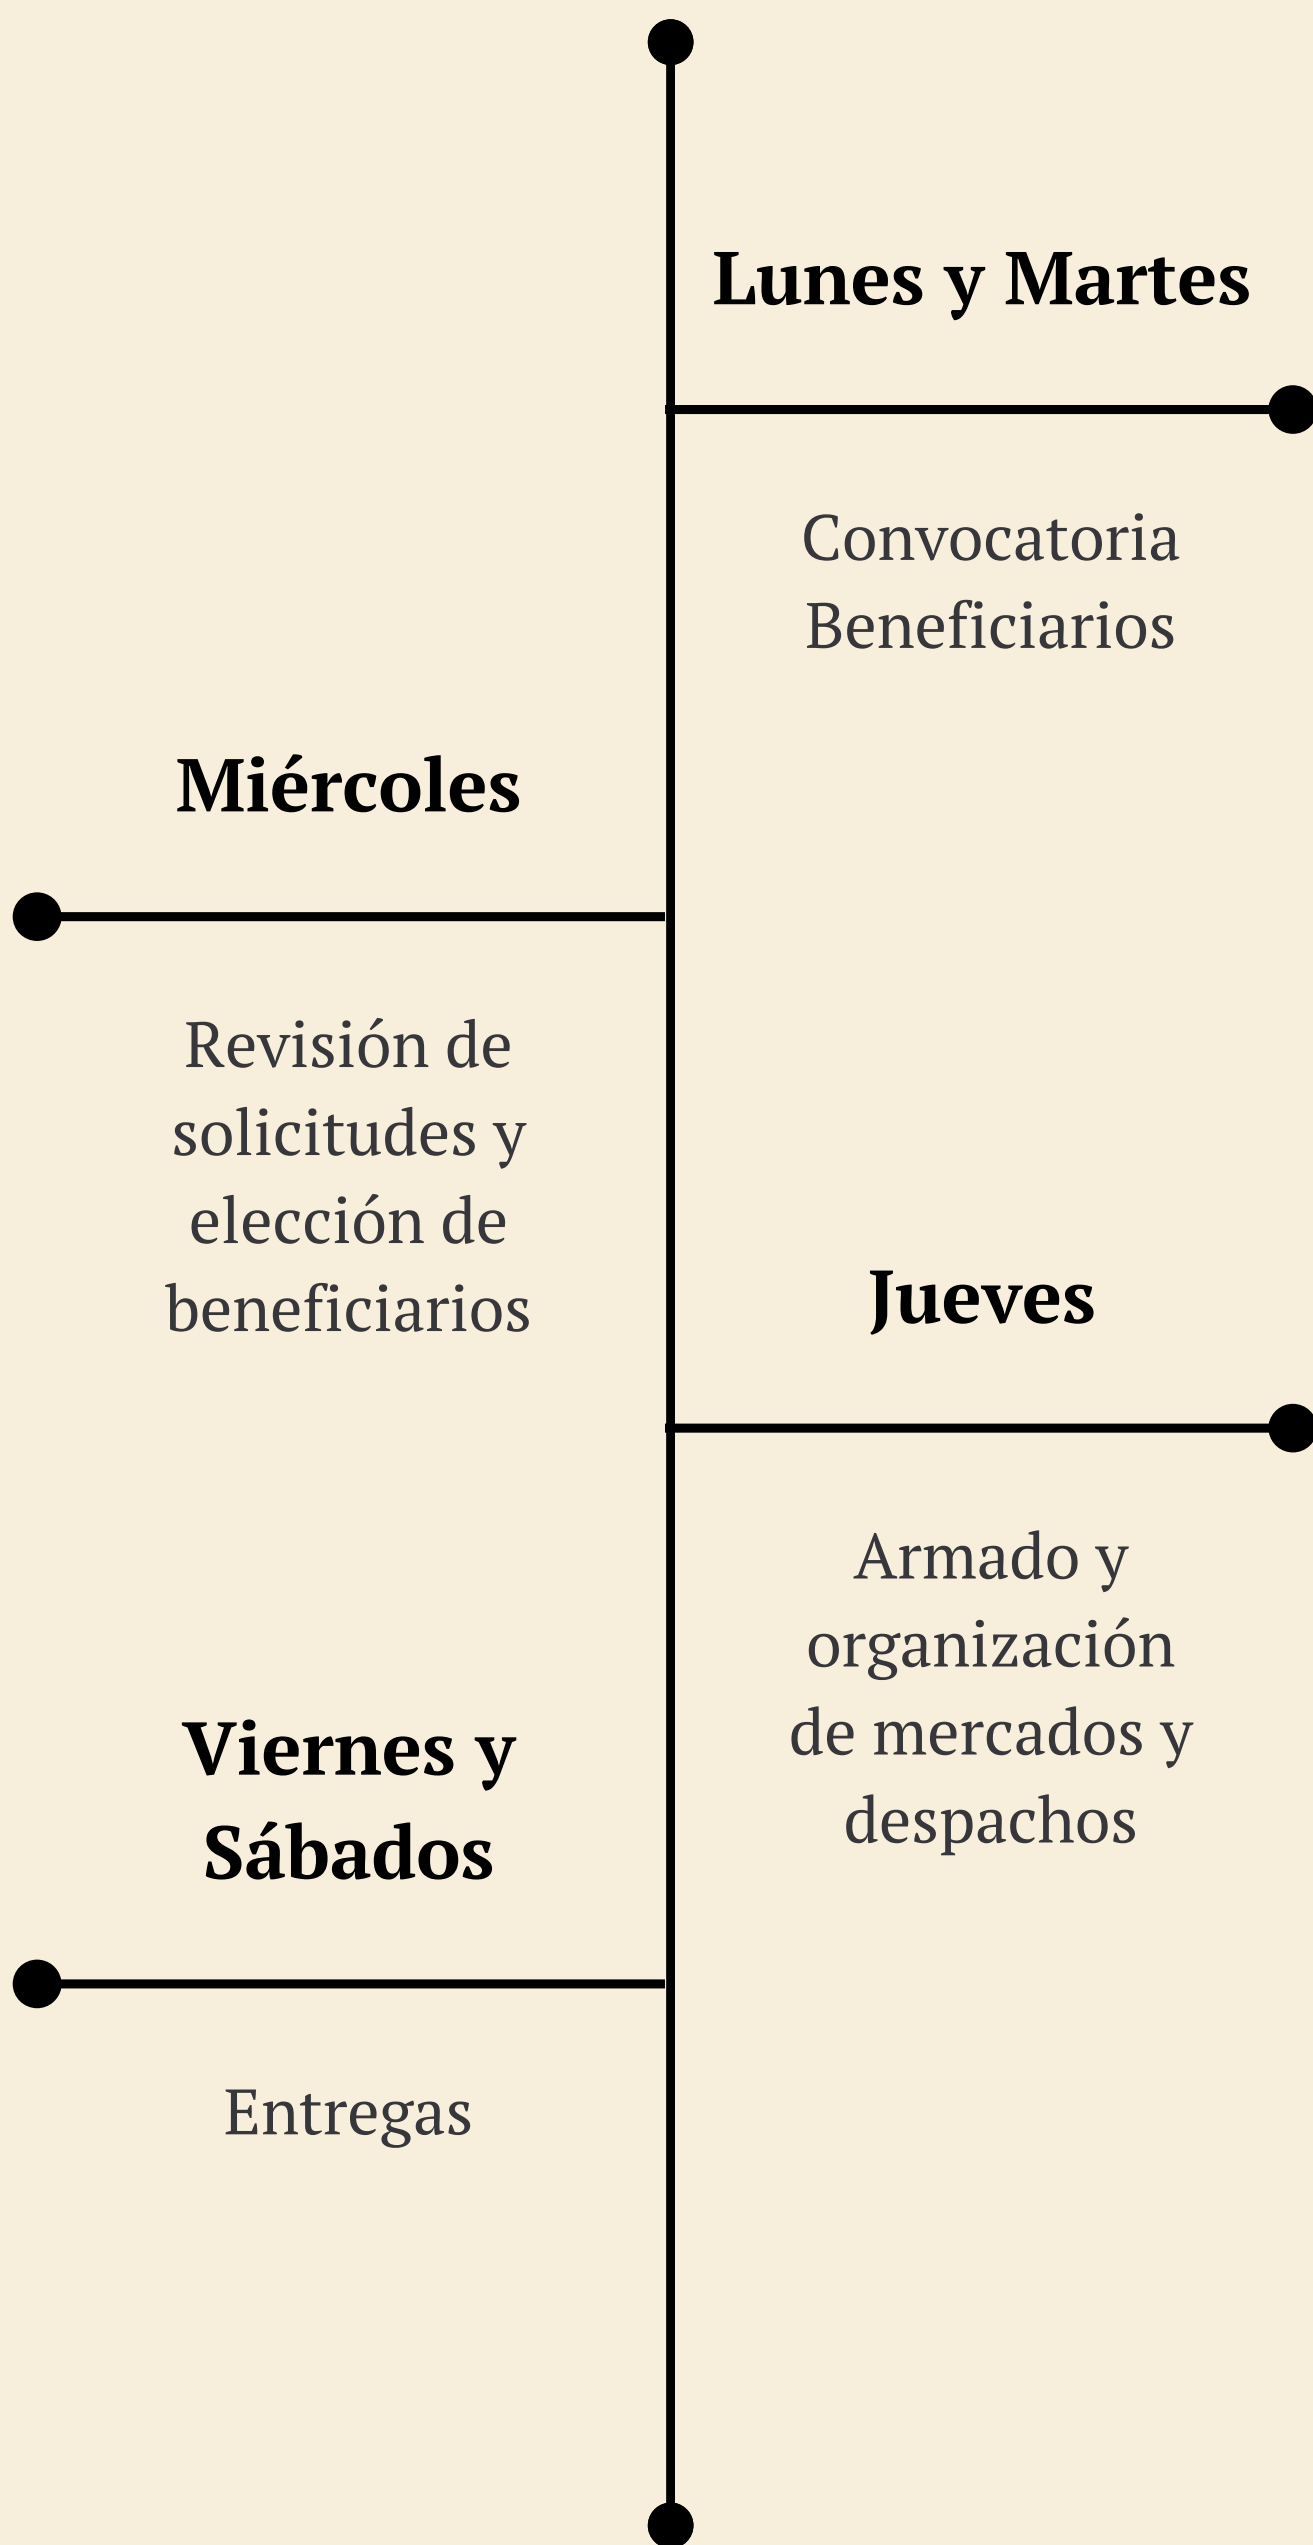 Lunes y Martes
Convocatoria
Beneficiarios
Miércoles
Revisión de
solicitudes y
elección de
beneficiarios
Jueves
Armado y
organización
de mercados y
despachos
Viernes y
Sábados
Entregas